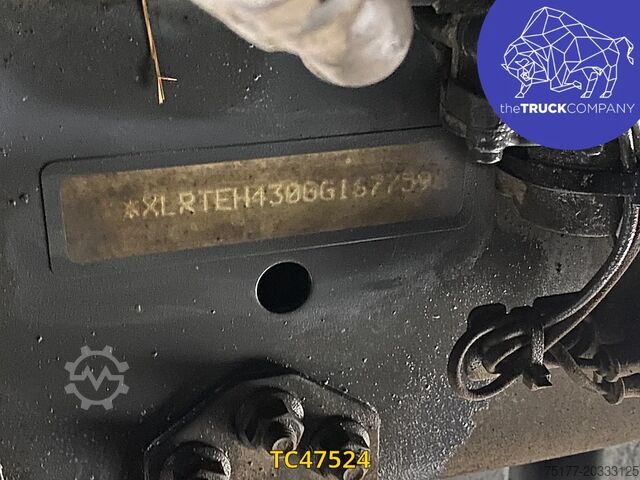 theTRUCKCOMPANY
*XLRTEH4300G167759
TC47524
75177-20333125